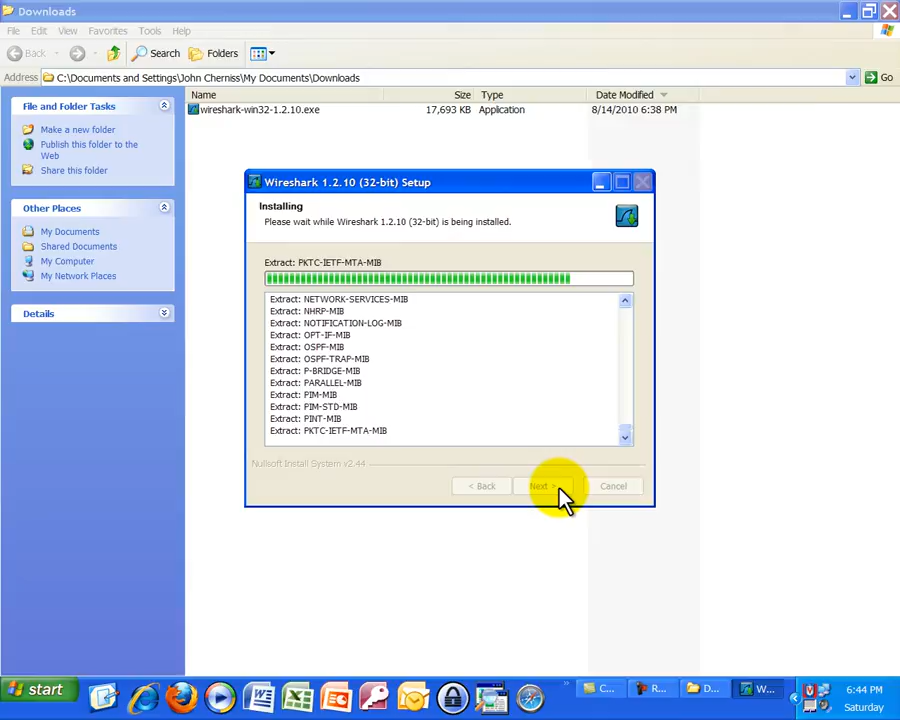 Downloads
File Edit View Favorites Tools Help
Back Search Folders
Address C:\Documents and Settings\John Cherniss\My Documents\Downloads Go
Name Size Type Date Modified
wireshark-win32-1.2.10.exe 17,693 KB Application 8/14/2010 6:38 PM
File and Folder Tasks
Make a new folder
Publish this folder to the
Web
Share this folder
Other Places
My Documents
Shared Documents
My Computer
My Network Places
Details
Wireshark 1.2.10 (32-bit) Setup
Installing
Please wait while Wireshark 1.2.10 (32-bit) is being installed.
Extract: PKTC-IETF-MTA-MIB
Extract: NETWORK-SERVICES-MIB
Extract: NHRP-MIB
Extract: NOTIFICATION-LOG-MIB
Extract: OPT-IF-MIB
Extract: OSPF-MIB
Extract: OSPF-TRAP-MIB
Extract: P-BRIDGE-MIB
Extract: PARALLEL-MIB
Extract: PIM-MIB
Extract: PIM-STD-MIB
Extract: PINT-MIB
Extract: PKTC-IETF-MTA-MIB
Nullsoft Install System v2.44
< Back Next > Cancel
start C... R... D... W... 6:44 PM
Saturday